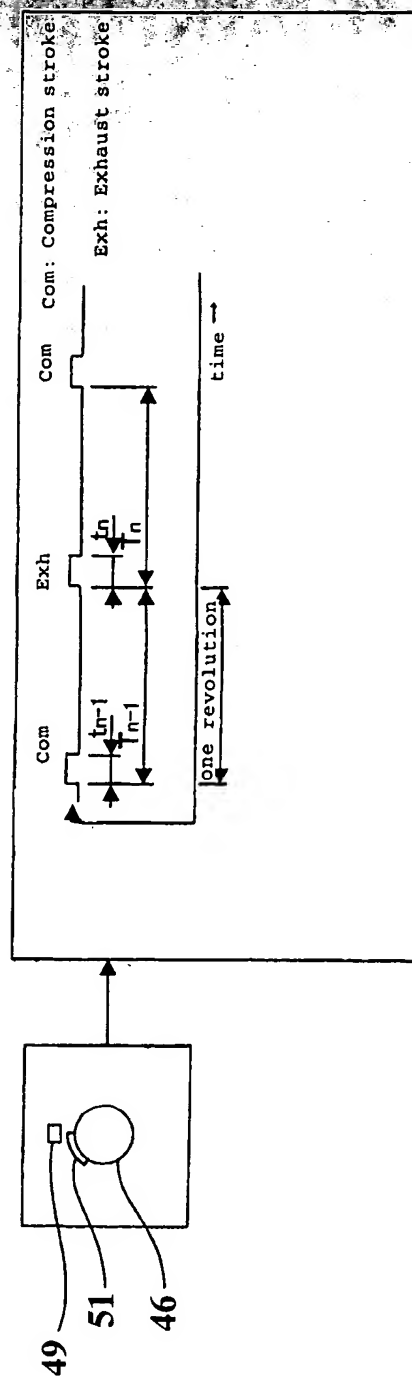 Com: Compression stroke
Exh: Exhaust stroke
Com
Exh
Com
tn-1
Tn-1
tn
Tn
one revolution
time →
49
51
46